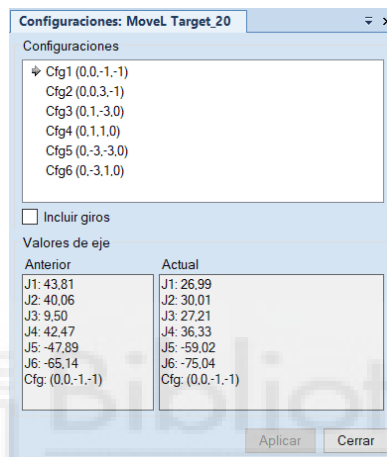 Configuraciones: MoveL Target_20
Configuraciones
Cfg1 (0,0,-1,-1)
Cfg2 (0,0,3,-1)
Cfg3 (0,1,-3,0)
Cfg4 (0,1,1,0)
Cfg5 (0,-3,-3,0)
Cfg6 (0,-3,1,0)
Incluir giros
Valores de eje
Anterior
J1: 43,81
J2: 40,06
J3: 9,50
J4: 42,47
J5: -47,89
J6: -65,14
Cfg: (0,0,-1,-1)
Actual
J1: 26,99
J2: 30,01
J3: 27,21
J4: 36,33
J5: -59,02
J6: -75,04
Cfg: (0,0,-1,-1)
Bibliot
Aplicar
Cerrar